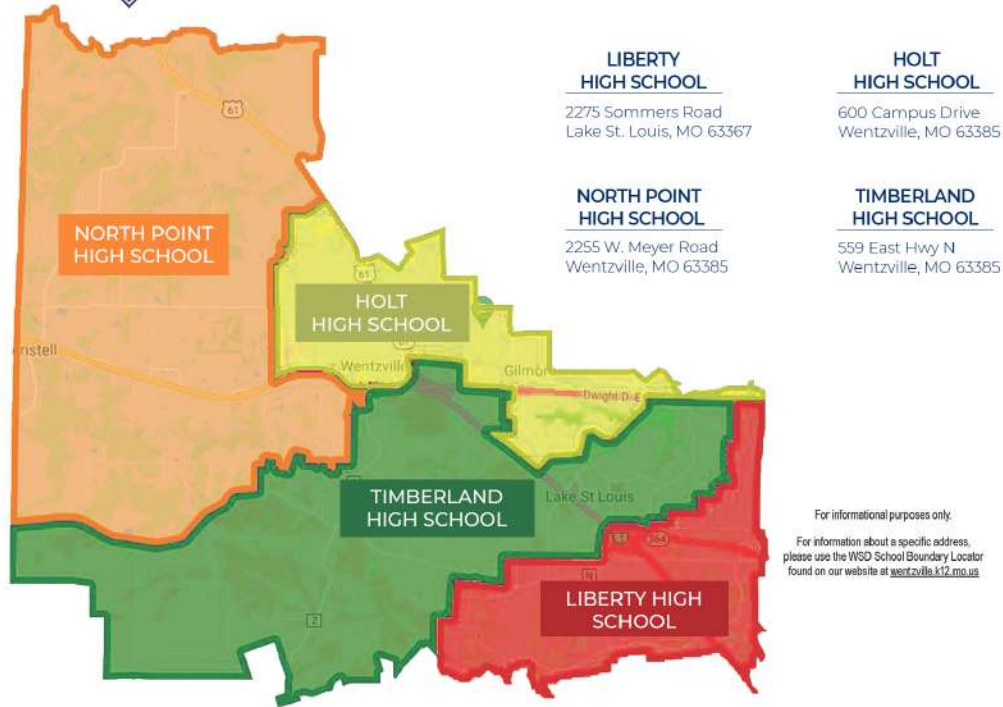 LIBERTY
HIGH SCHOOL
2275 Sommers Road
Lake St. Louis, MO 63367
HOLT
HIGH SCHOOL
600 Campus Drive
Wentzville, MO 63385
NORTH POINT
HIGH SCHOOL
2255 W. Meyer Road
Wentzville, MO 63385
TIMBERLAND
HIGH SCHOOL
559 East Hwy N
Wentzville, MO 63385
61
NORTH POINT
HIGH SCHOOL
61
HOLT
HIGH SCHOOL
ristell
Wentzville
Gilmor
Dwight D. E
TIMBERLAND
HIGH SCHOOL
Lake St Louis
64
364
N
LIBERTY HIGH
SCHOOL
Z
For informational purposes only.
For information about a specific address,
please use the WSD School Boundary Locator
found on our website at wentzville.k12.mo.us